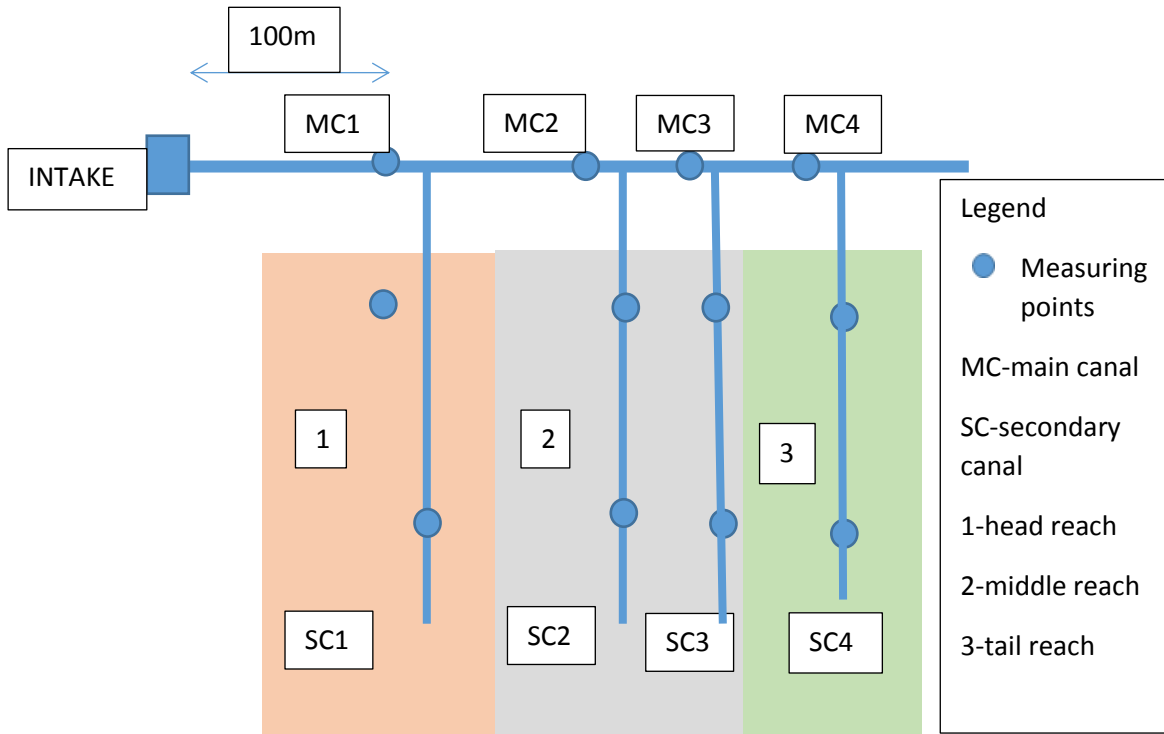 100m
MC1
MC2
MC3
MC4
INTAKE
Legend
Measuring
points
MC-main canal
SC-secondary
canal
1-head reach
2-middle reach
3-tail reach
1
2
3
SC1
SC2
SC3
SC4